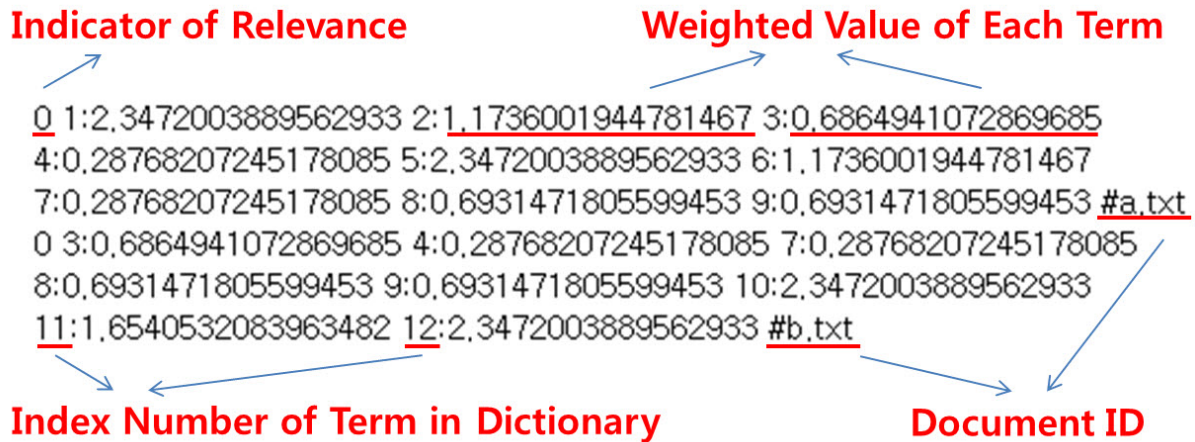 Indicator of Relevance
Weighted Value of Each Term
0 1:2,3472003889562933 2:1,1736001944781467 3:0,6864941072869685
4:0,287682072451​78085 5:2,3472003889562933 6:1,1736001944781467
7:0,28768207245178085 8:0,6931471805599453 9:0,6931471805599453 #a,txt
0 3:0,6864941072869685 4:0,28768207245178085 7:0,28768207245178085
8:0,6931471805599453 9:0,6931471805599453 10:2,3472003889562933
11:1,6540532083963482 12:2,3472003889562933 #b,txt
Index Number of Term in Dictionary
Document ID